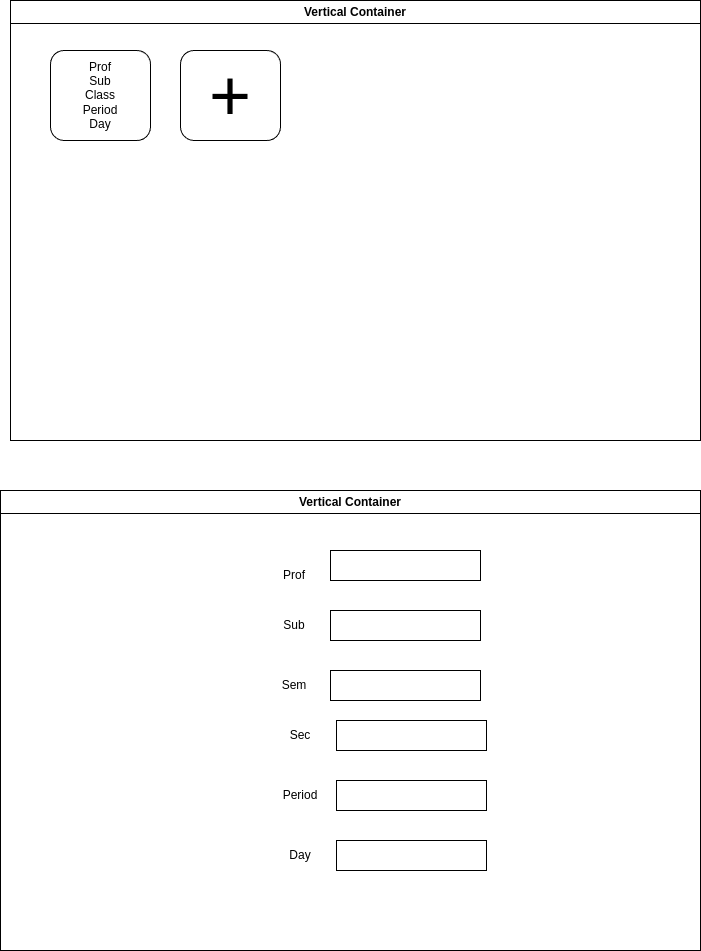 Vertical Container
Prof
Sub
Class
Period
Day
+
Vertical Container
Prof
Sub
Sem
Sec
Period
Day